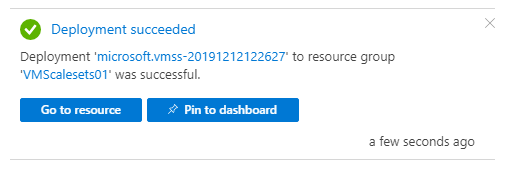 Deployment succeeded
Deployment 'microsoft.vmss-20191212122627' to resource group
'VMScalesets01' was successful.
Go to resource
Pin to dashboard
a few seconds ago